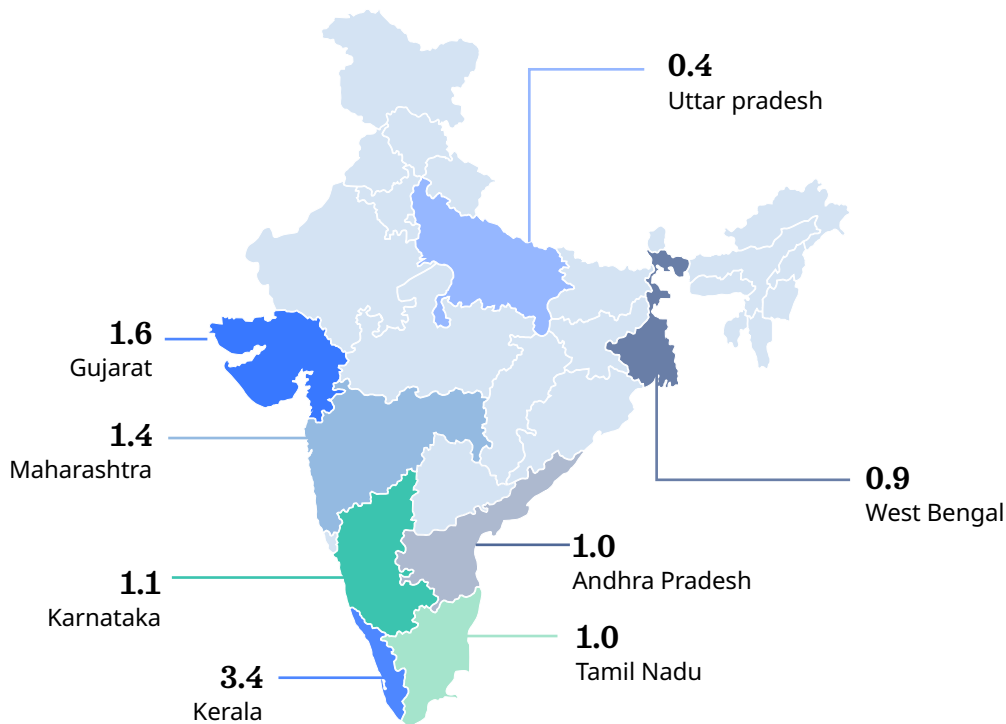 0.4
Uttar pradesh
1.6
Gujarat
1.4
Maharashtra
0.9
West Bengal
1.0
Andhra Pradesh
1.1
Karnataka
1.0
Tamil Nadu
3.4
Kerala